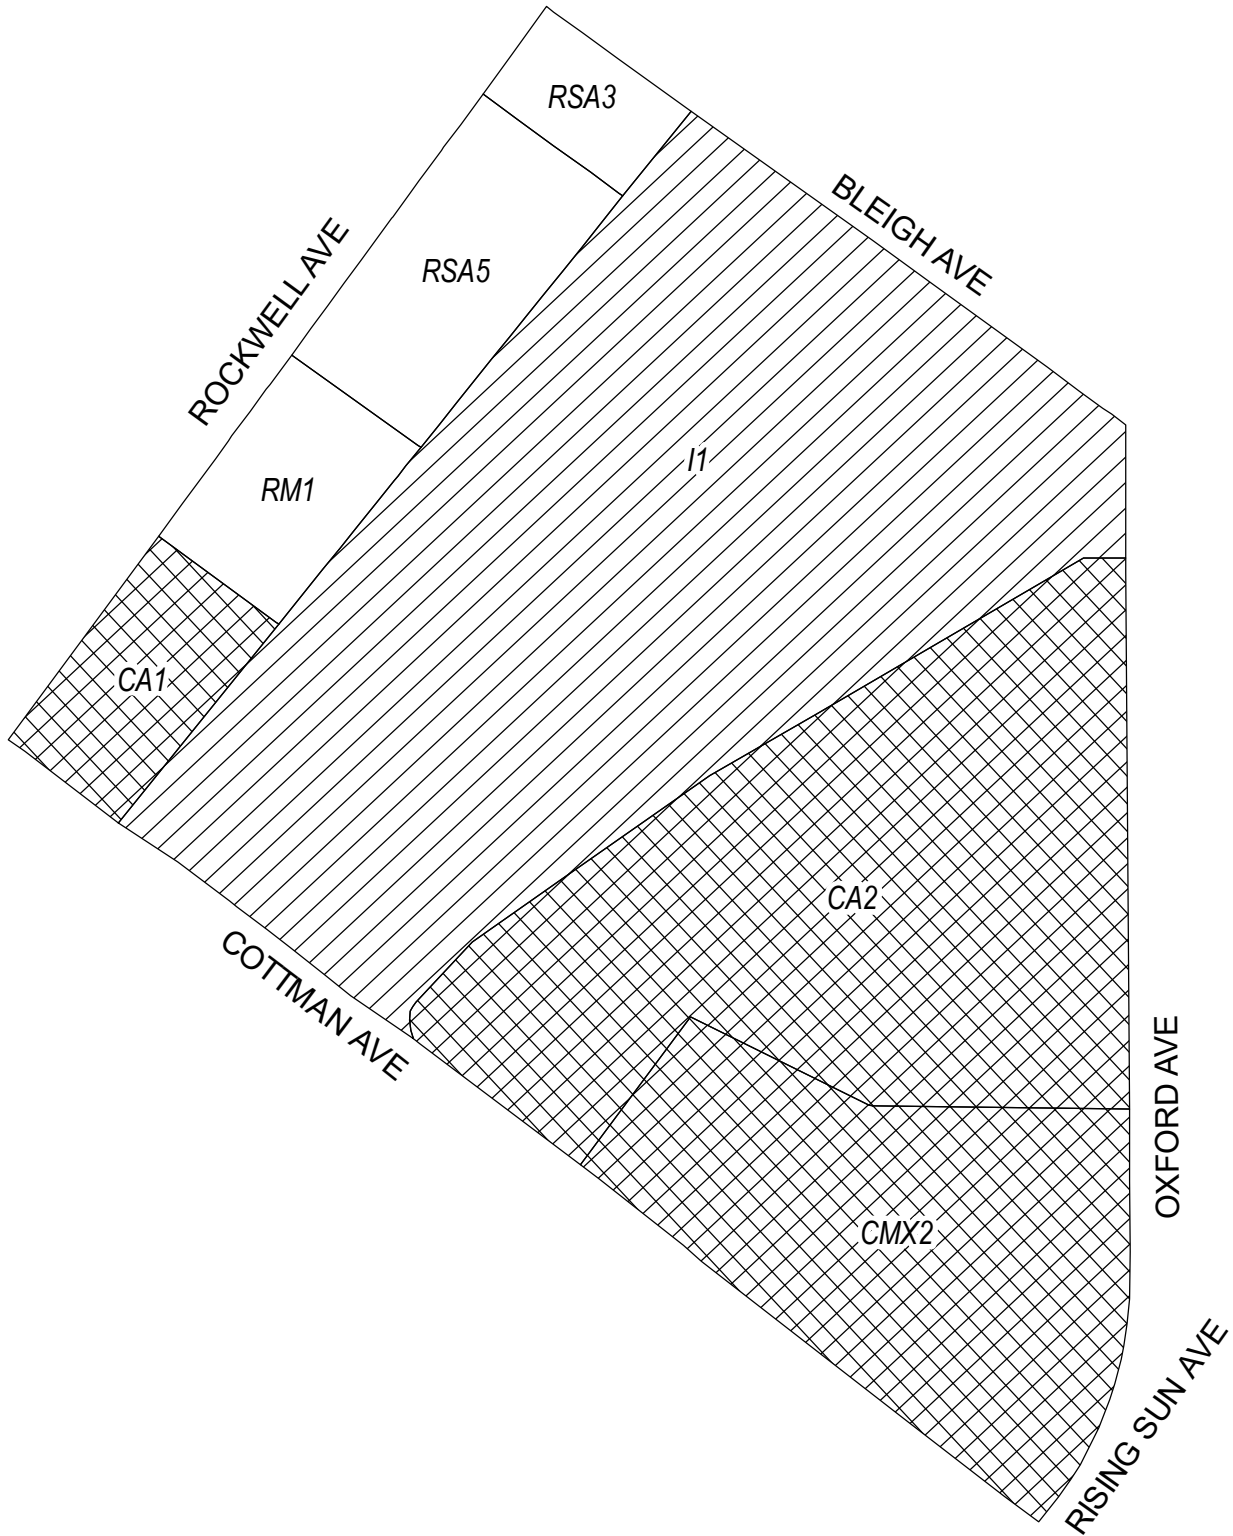 RSA3
BLEIGH AVE
ROCKWELL AVE
RSA5
I1
RM1
CA1
CA2
COTTMAN AVE
OXFORD AVE
CMX2
RISING SUN AVE